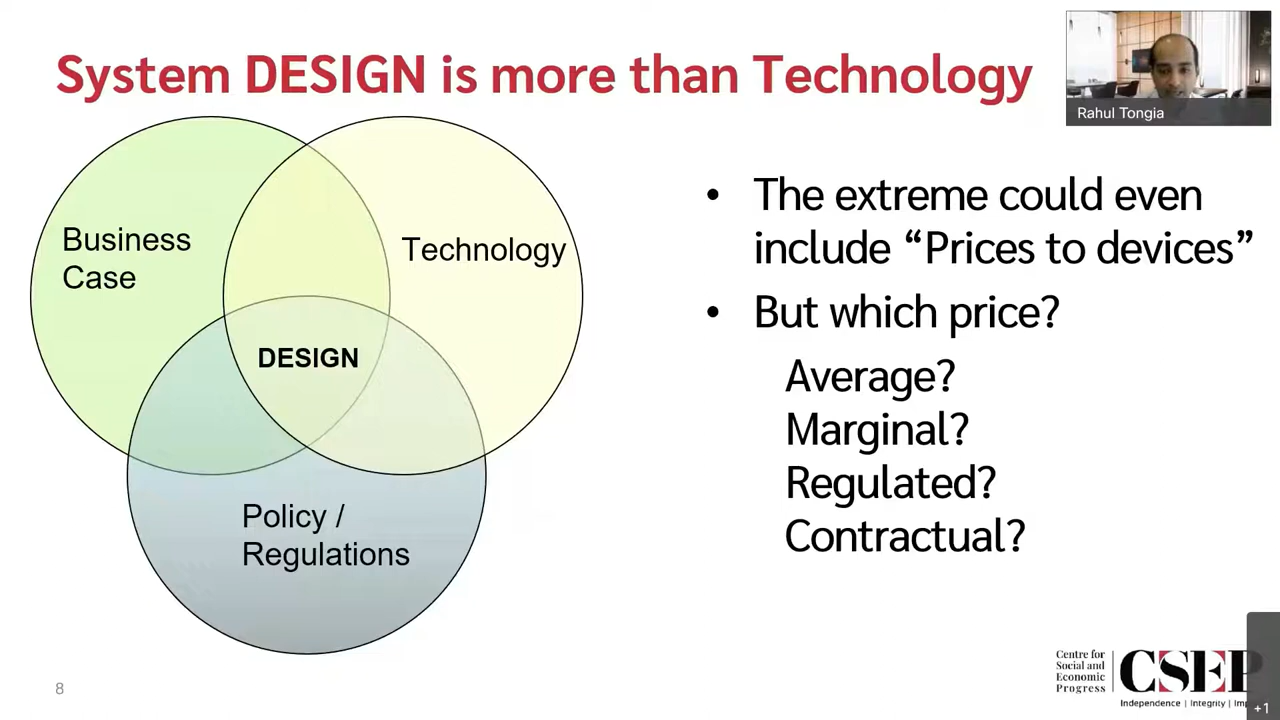 System DESIGN is more than Technology
Rahul Tongia
Business
Case
Technology
DESIGN
Policy /
Regulations
• The extreme could even
include “Prices to devices”
• But which price?
Average?
Marginal?
Regulated?
Contractual?
8
Centre for
Social and
Economic
Progress
CSEP
Independence | Integrity |
+1